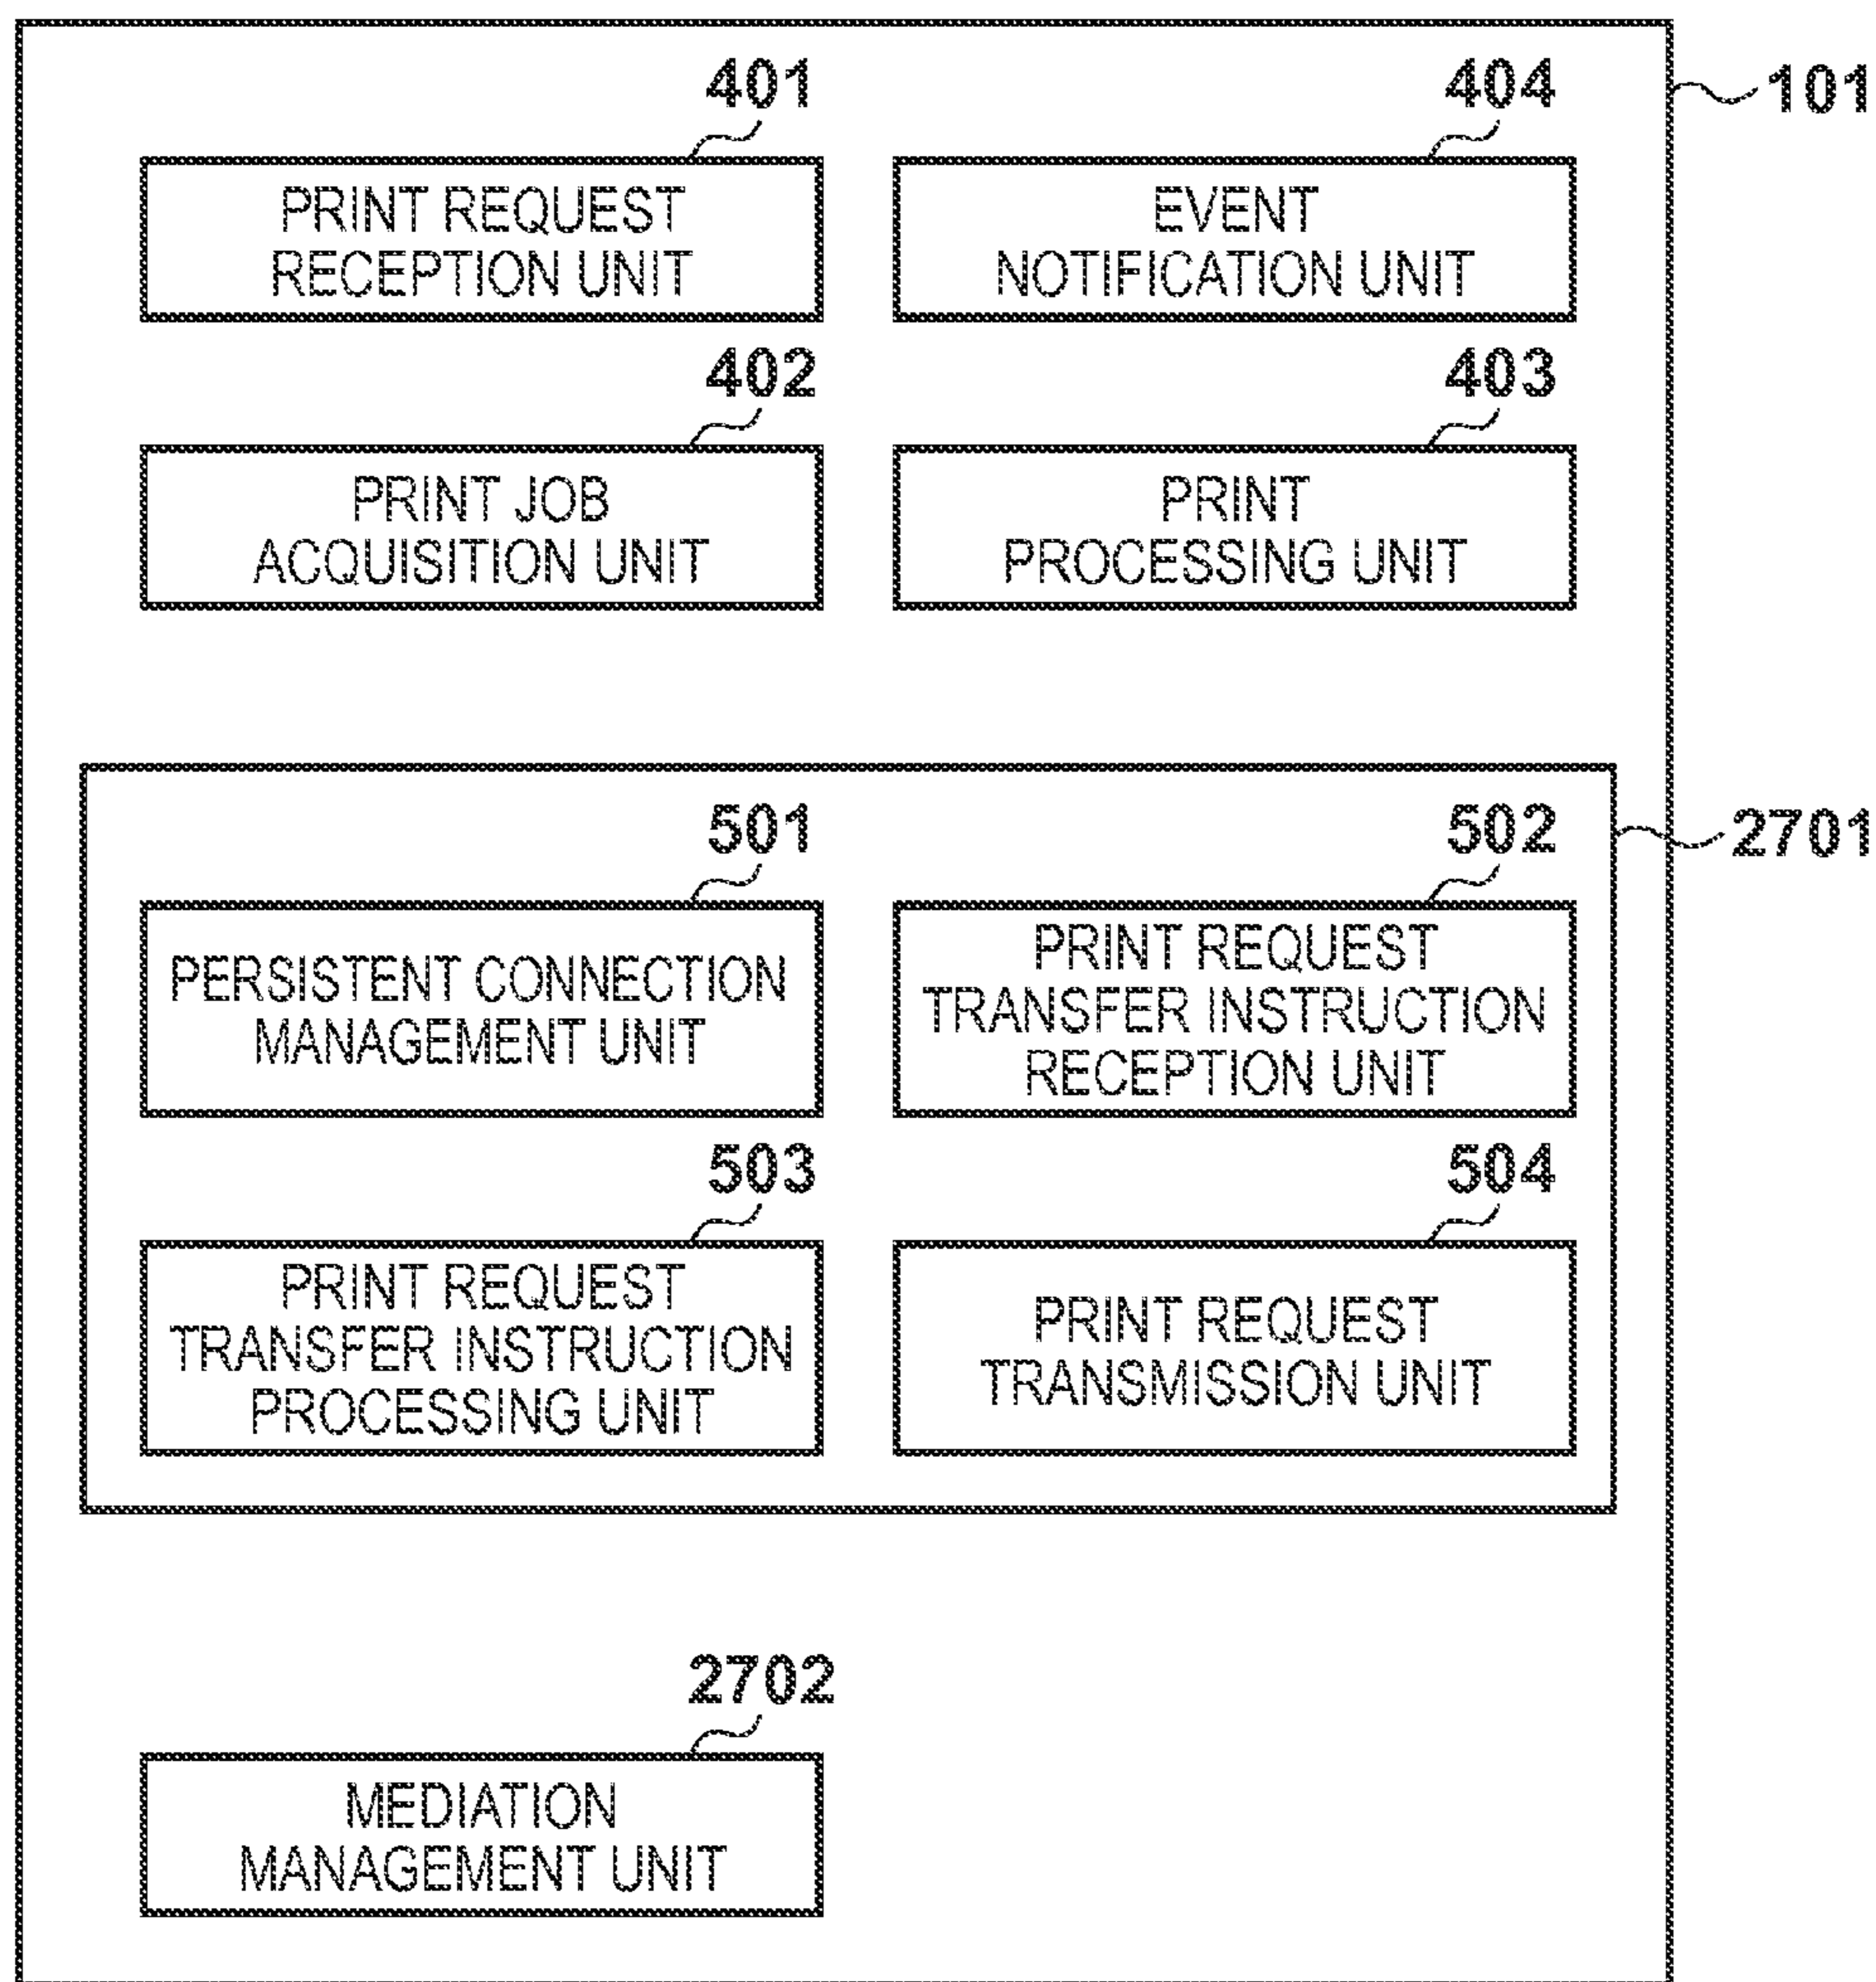 401
404
101
PRINT REQUEST
RECEPTION UNIT
EVENT
NOTIFICATION UNIT
402
403
PRINT JOB
ACQUISITION UNIT
PRINT
PROCESSING UNIT
501
502
2701
PERSISTENT CONNECTION
MANAGEMENT UNIT
PRINT REQUEST
TRANSFER INSTRUCTION
RECEPTION UNIT
503
504
PRINT REQUEST
TRANSFER INSTRUCTION
PROCESSING UNIT
PRINT REQUEST
TRANSMISSION UNIT
2702
MEDIATION
MANAGEMENT UNIT